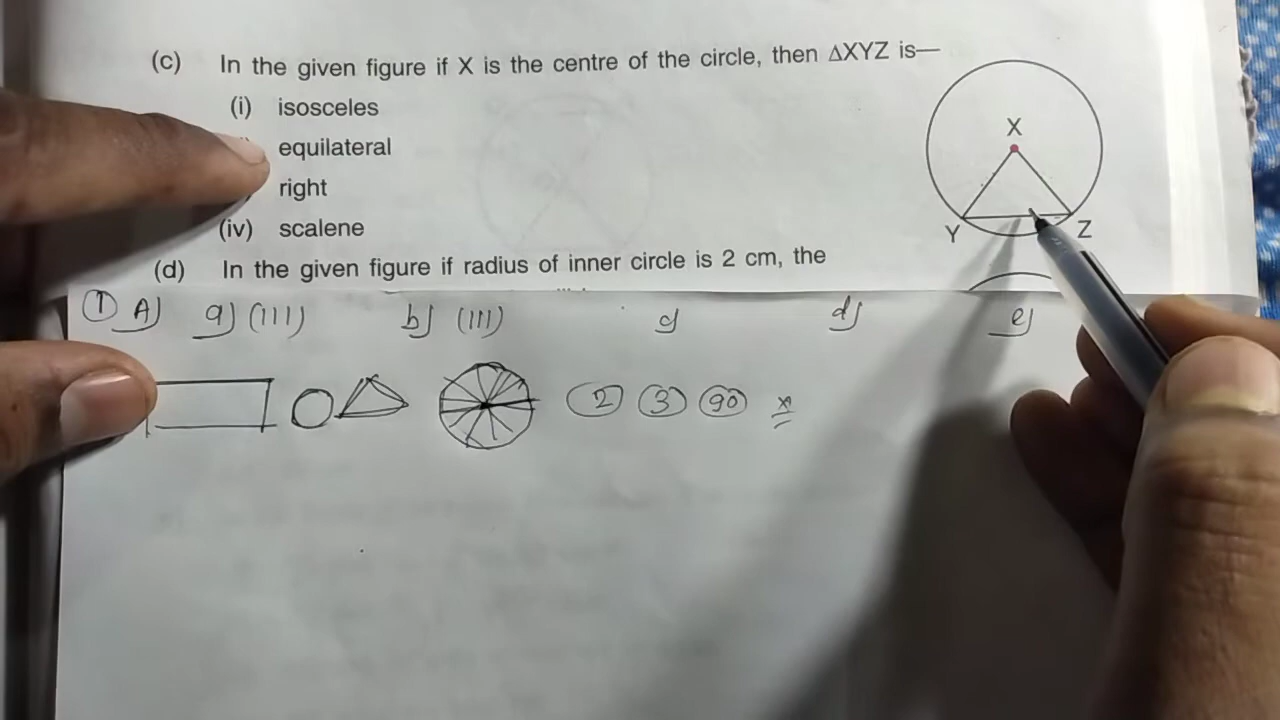 (c) In the given figure if X is the centre of the circle, then ΔXYZ is—
(i) isosceles
equilateral
right
(iv) scalene
X
Y
Z
(d) In the given figure if radius of inner circle is 2 cm, the
① A) a) (iii) b) (iii) c) d) e)
2 3 90